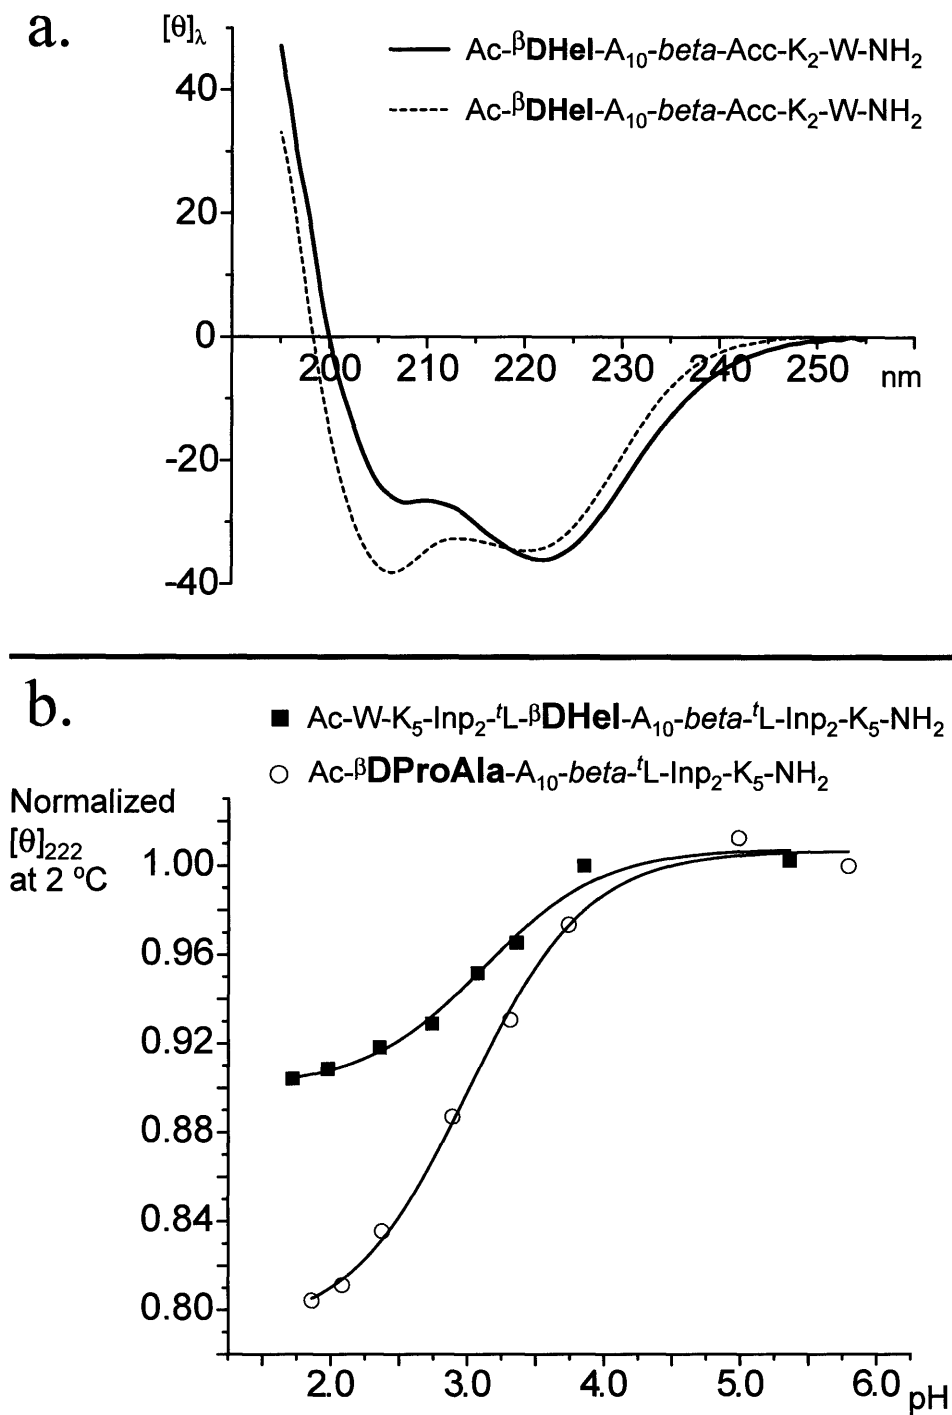 a.
[θ]λ
Ac-βDHel-A10-beta-Acc-K2-W-NH2
Ac-βDHel-A10-beta-Acc-K2-W-NH2
40
20
0
200 210 220 230 240 250 nm
-20
-40
b.
Ac-W-K5-Inp2-tL-βDHel-A10-beta-tL-Inp2-K5-NH2
Ac-βDProAla-A10-beta-tL-Inp2-K5-NH2
Normalized
[θ]222
at 2 °C
1.00
0.96
0.92
0.88
0.84
0.80
2.0 3.0 4.0 5.0 6.0 pH